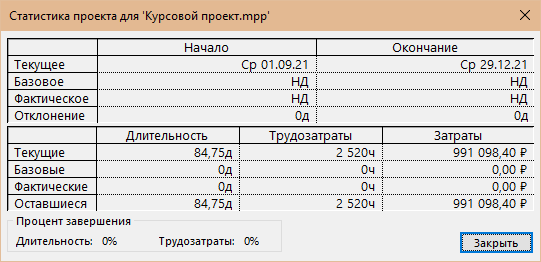 Статистика проекта для 'Курсовой проект.mpp'
Начало Окончание
Текущее Ср 01.09.21 Ср 29.12.21
Базовое НД НД
Фактическое НД НД
Отклонение 0д 0д
Длительность Трудозатраты Затраты
Текущие 84,75д 2 520ч 991 098,40 ₽
Базовые 0д 0ч 0,00 ₽
Фактические 0д 0ч 0,00 ₽
Оставшиеся 84,75д 2 520ч 991 098,40 ₽
Процент завершения
Длительность: 0% Трудозатраты: 0% Закрыть